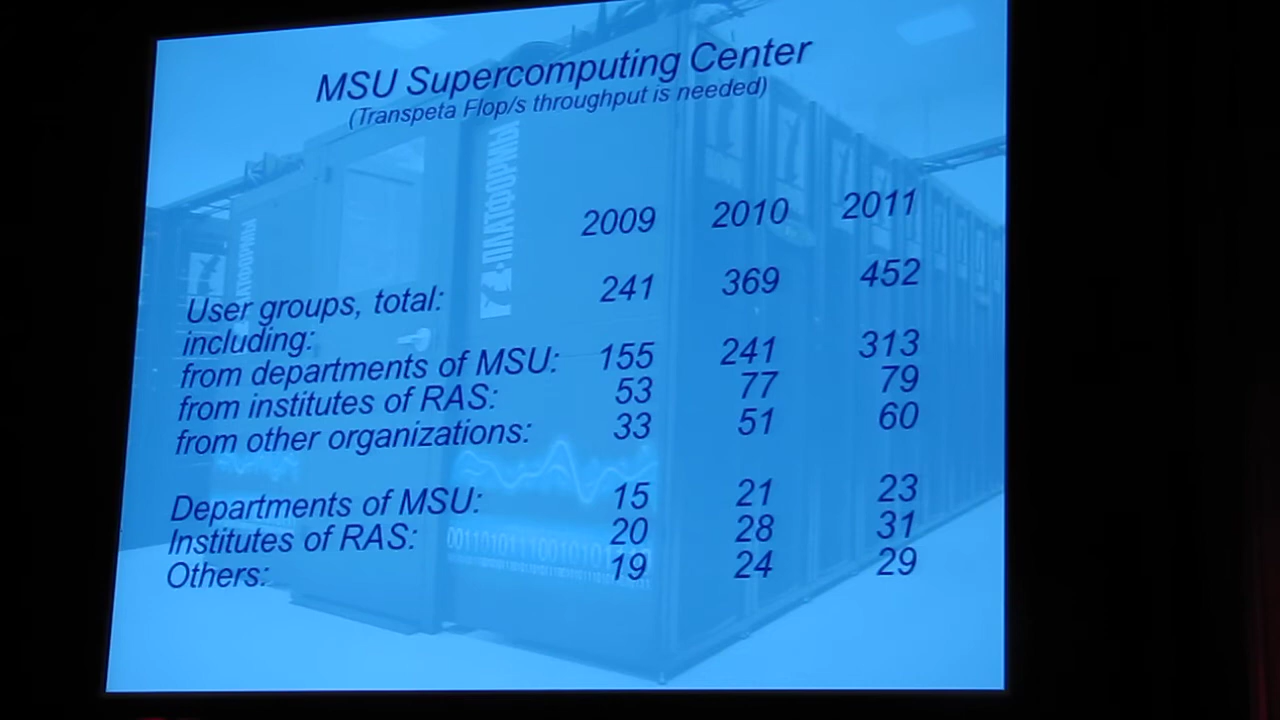 MSU Supercomputing Center
(Transpeta Flop/s throughput is needed)
2009 2010 2011
User groups, total: 241 369 452
including:
from departments of MSU: 155 241 313
from institutes of RAS: 53 77 79
from other organizations: 33 51 60
Departments of MSU: 15 21 23
Institutes of RAS: 20 28 31
Others: 19 24 29
Т-ПЛАТФОРМЫ